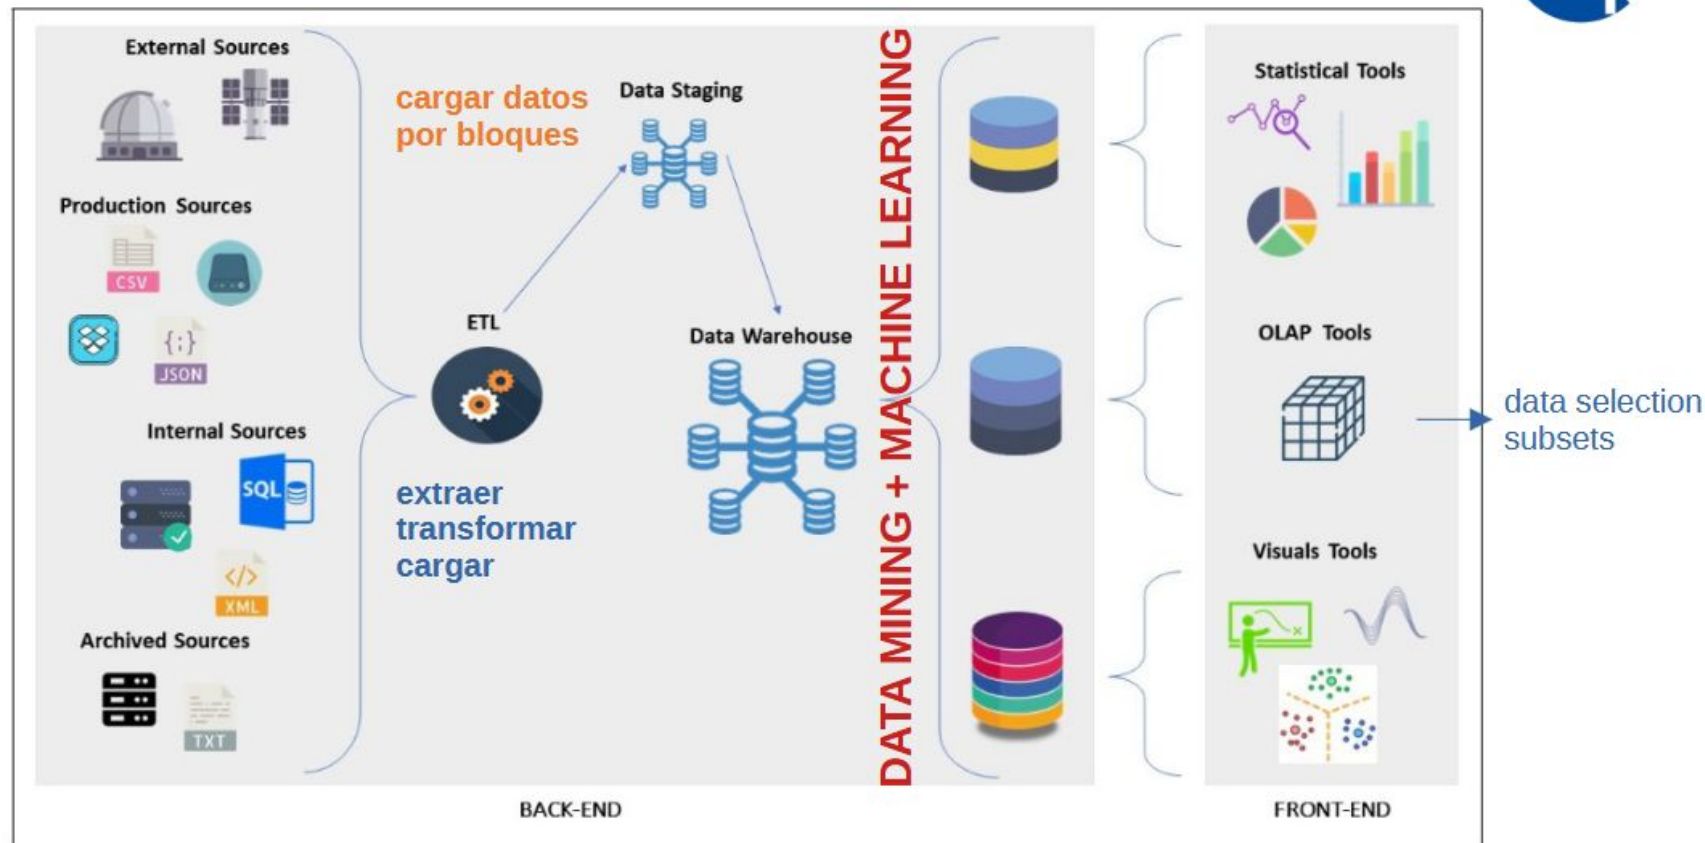 External Sources
Production Sources
CSV
{;}
JSON
Internal Sources
SQL
</>
XML
Archived Sources
TXT
cargar datos
por bloques
Data Staging
ETL
extraer
transformar
cargar
Data Warehouse
DATA MINING + MACHINE LEARNING
Statistical Tools
OLAP Tools
data selection
subsets
Visuals Tools
BACK-END
FRONT-END